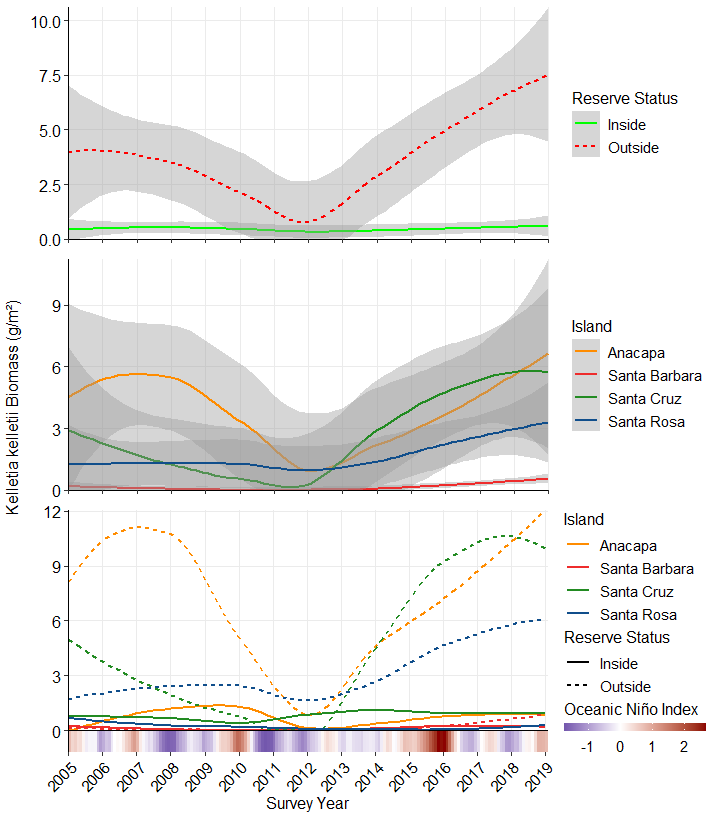 10.0
7.5
5.0
2.5
0.0
Reserve Status
Inside
Outside
Kelletia kelletii Biomass (g/m²)
9
6
3
0
Island
Anacapa
Santa Barbara
Santa Cruz
Santa Rosa
12
9
6
3
0
Island
Anacapa
Santa Barbara
Santa Cruz
Santa Rosa
Reserve Status
Inside
Outside
Oceanic Niño Index
-1 0 1 2
2005 2006 2007 2008 2009 2010 2011 2012 2013 2014 2015 2016 2017 2018 2019
Survey Year